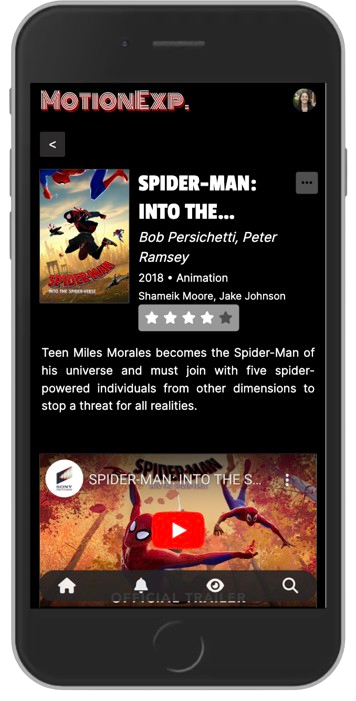 MOTIONEXP.
<
SPIDER-MAN:
INTO THE...
...
Bob Persichetti, Peter
Ramsey
2018 • Animation
Shameik Moore, Jake Johnson
SPIDER-MAN
INTO THE SPIDER-VERSE
Teen Miles Morales becomes the Spider-Man of
his universe and must join with five spider-
powered individuals from other dimensions to
stop a threat for all realities.
SPIDER-MAN
SONY
SPIDER-MAN: INTO THE S...
OFFICIAL TRAILER